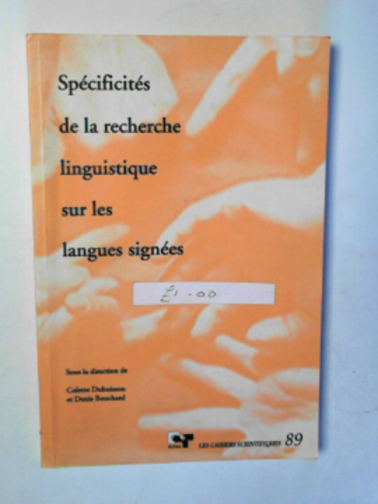 Spécificités
de la recherche
linguistique
sur les
langues signées
£1-00
Sous la direction de
Colette Dubuisson
et Denis Bouchard
LES CAHIERS SCIENTIFIQUES 89